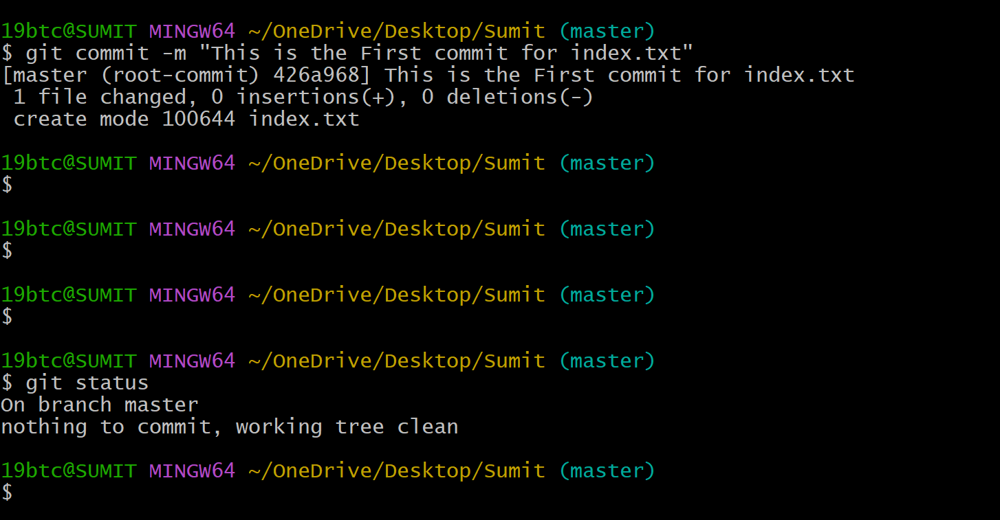 19btc@SUMIT MINGW64 ~/OneDrive/Desktop/Sumit (master)
$ git commit -m "This is the First commit for index.txt"
[master (root-commit) 426a968] This is the First commit for index.txt
 1 file changed, 0 insertions(+), 0 deletions(-)
 create mode 100644 index.txt
19btc@SUMIT MINGW64 ~/OneDrive/Desktop/Sumit (master)
$
19btc@SUMIT MINGW64 ~/OneDrive/Desktop/Sumit (master)
$
19btc@SUMIT MINGW64 ~/OneDrive/Desktop/Sumit (master)
$
19btc@SUMIT MINGW64 ~/OneDrive/Desktop/Sumit (master)
$ git status
On branch master
nothing to commit, working tree clean
19btc@SUMIT MINGW64 ~/OneDrive/Desktop/Sumit (master)
$